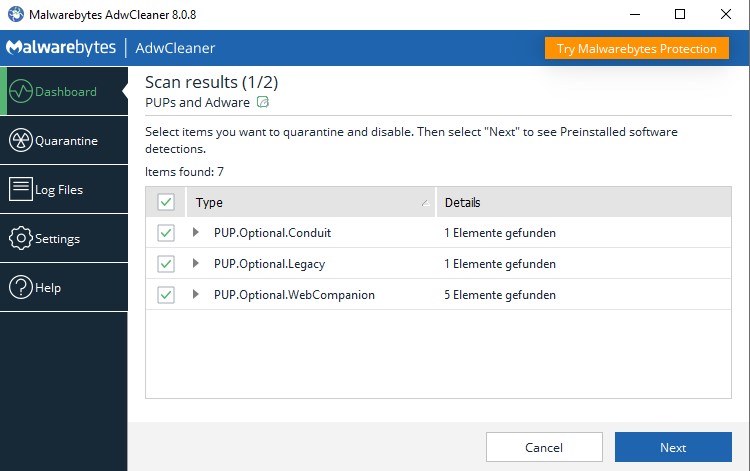 Malwarebytes AdwCleaner 8.0.8
Malwarebytes | AdwCleaner
Try Malwarebytes Protection
Dashboard
Quarantine
Log Files
Settings
Help
Scan results (1/2)
PUPs and Adware
Select items you want to quarantine and disable. Then select "Next" to see Preinstalled software
detections.
Items found: 7
Type Details
PUP.Optional.Conduit 1 Elemente gefunden
PUP.Optional.Legacy 1 Elemente gefunden
PUP.Optional.WebCompanion 5 Elemente gefunden
Cancel Next